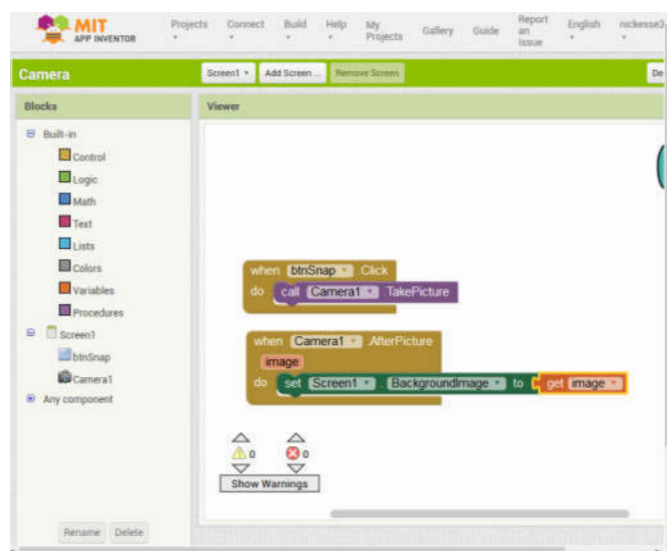 MIT
APP INVENTOR
Projects Connect Build Help My Projects Gallery Guide Report an Issue English
Camera
Screen1 Add Screen ... Remove Screen
Blocks
Viewer
Built-in
Control
Logic
Math
Text
Lists
Colors
Variables
Procedures
Screen1
btnSnap
Camera1
Any component
when btnSnap .Click
do call Camera1 .TakePicture
when Camera1 .AfterPicture
image
do set Screen1 . BackgroundImage to get image
0 0
Show Warnings
Rename Delete